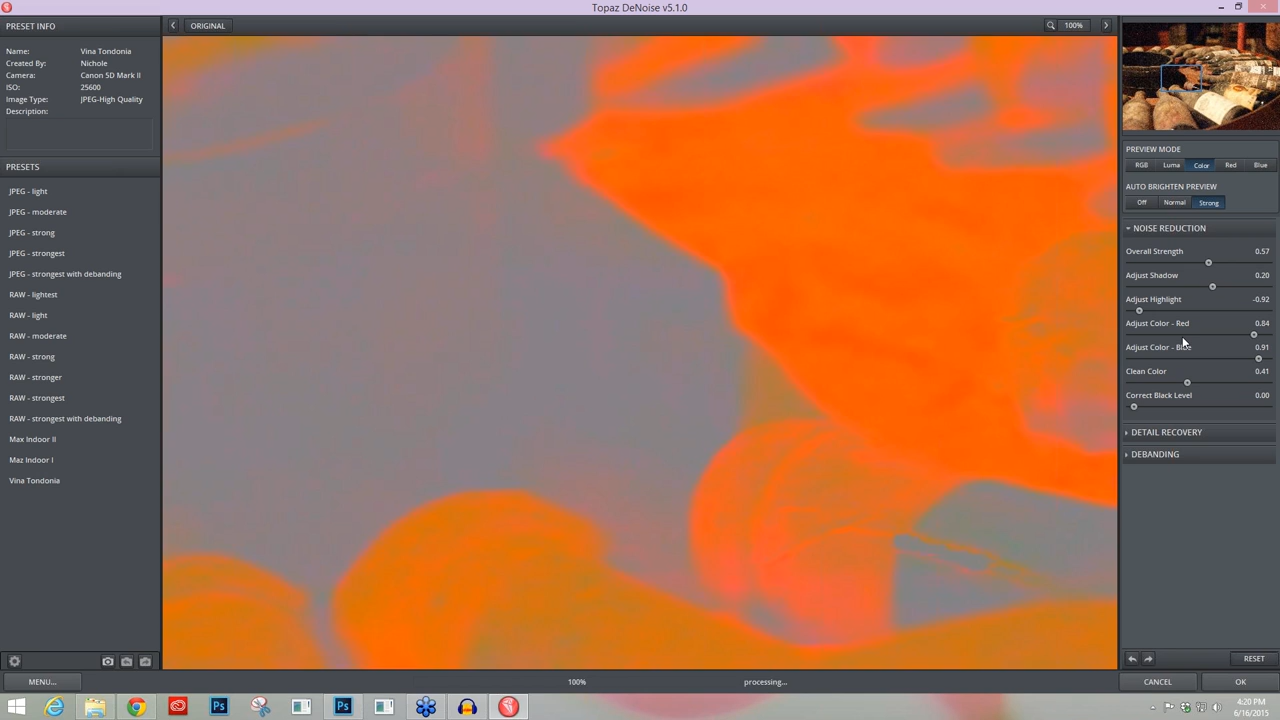 Topaz DeNoise v5.1.0
PRESET INFO
ORIGINAL
100%
Name: Vina Tondonia
Created By: Nichole
Camera: Canon 5D Mark II
ISO: 25600
Image Type: JPEG-High Quality
Description:
PRESETS
JPEG - light
JPEG - moderate
JPEG - strong
JPEG - strongest
JPEG - strongest with debanding
RAW - lightest
RAW - light
RAW - moderate
RAW - strong
RAW - stronger
RAW - strongest
RAW - strongest with debanding
Max Indoor II
Maz Indoor I
Vina Tondonia
PREVIEW MODE
RGB Luma Color Red Blue
AUTO BRIGHTEN PREVIEW
Off Normal Strong
NOISE REDUCTION
Overall Strength 0.57
Adjust Shadow 0.20
Adjust Highlight -0.92
Adjust Color - Red 0.84
Adjust Color - Blue 0.91
Clean Color 0.41
Correct Black Level 0.00
DETAIL RECOVERY
DEBANDING
RESET
MENU... 100% processing... CANCEL OK
Ps Ps
4:20 PM
6/16/2015